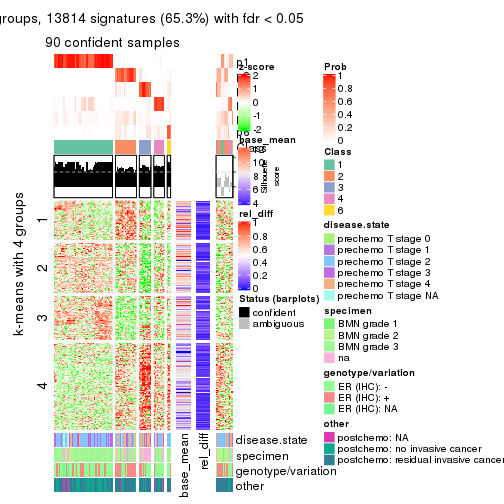 groups, 13814 signatures (65.3%) with fdr < 0.05
90 confident samples
k-means with 4 groups
1
2
3
4
p1
z-score
2
1
0
-1
-2
base_mean
10
8
6
4
Silhouette
score
rel_diff
1
0.8
0.6
0.4
0.2
0
Status (barplots)
confident
ambiguous
Prob
1
0.8
0.6
0.4
0.2
0
Class
1
2
3
4
6
disease.state
prechemo T stage 0
prechemo T stage 1
prechemo T stage 2
prechemo T stage 3
prechemo T stage 4
prechemo T stage NA
specimen
BMN grade 1
BMN grade 2
BMN grade 3
na
genotype/variation
ER (IHC): -
ER (IHC): +
ER (IHC): NA
other
postchemo: NA
postchemo: no invasive cancer
postchemo: residual invasive cancer
disease.state
specimen
genotype/variation
other
base_mean
rel_diff